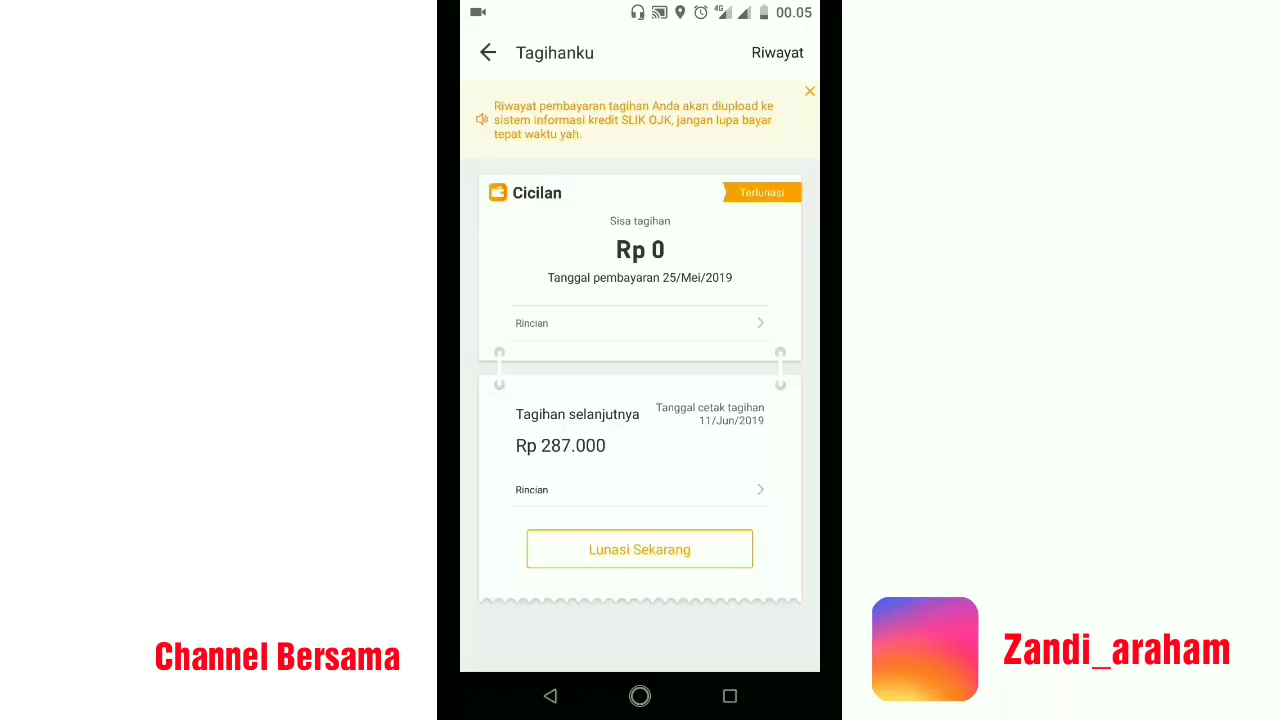 4G 00.05
Tagihanku
Riwayat
Riwayat pembayaran tagihan Anda akan diupload ke
sistem informasi kredit SLIK OJK, jangan lupa bayar
tepat waktu yah.
Cicilan
Terlunasi
Sisa tagihan
Rp 0
Tanggal pembayaran 25/Mei/2019
Rincian
Tagihan selanjutnya
Tanggal cetak tagihan
11/Jun/2019
Rp 287.000
Rincian
Lunasi Sekarang
Channel Bersama
Zandi_araham